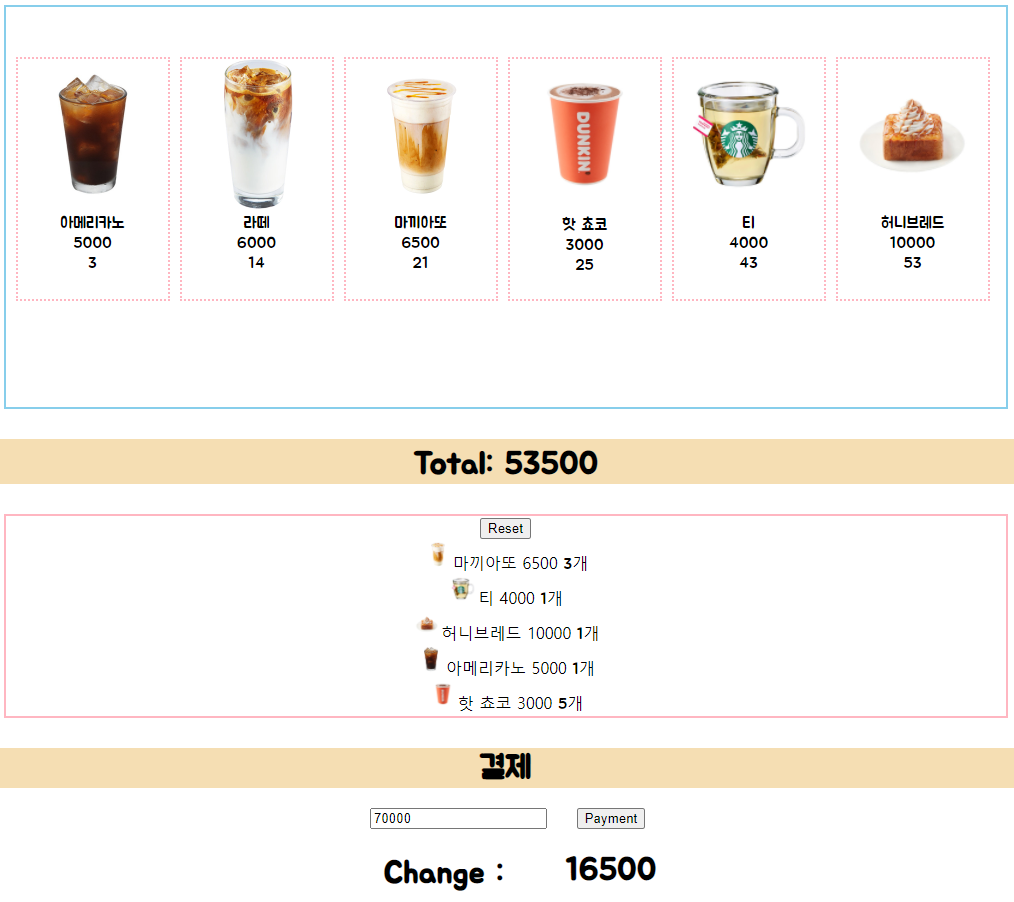 DUNKIN'
아메리카노
5000
3
라떼
6000
14
마끼아또
6500
21
핫 쵸코
3000
25
티
4000
43
허니브레드
10000
53
Total: 53500
Reset
마끼아또 6500 3개
티 4000 1개
허니브레드 10000 1개
아메리카노 5000 1개
핫 쵸코 3000 5개
결제
70000 Payment
Change : 16500